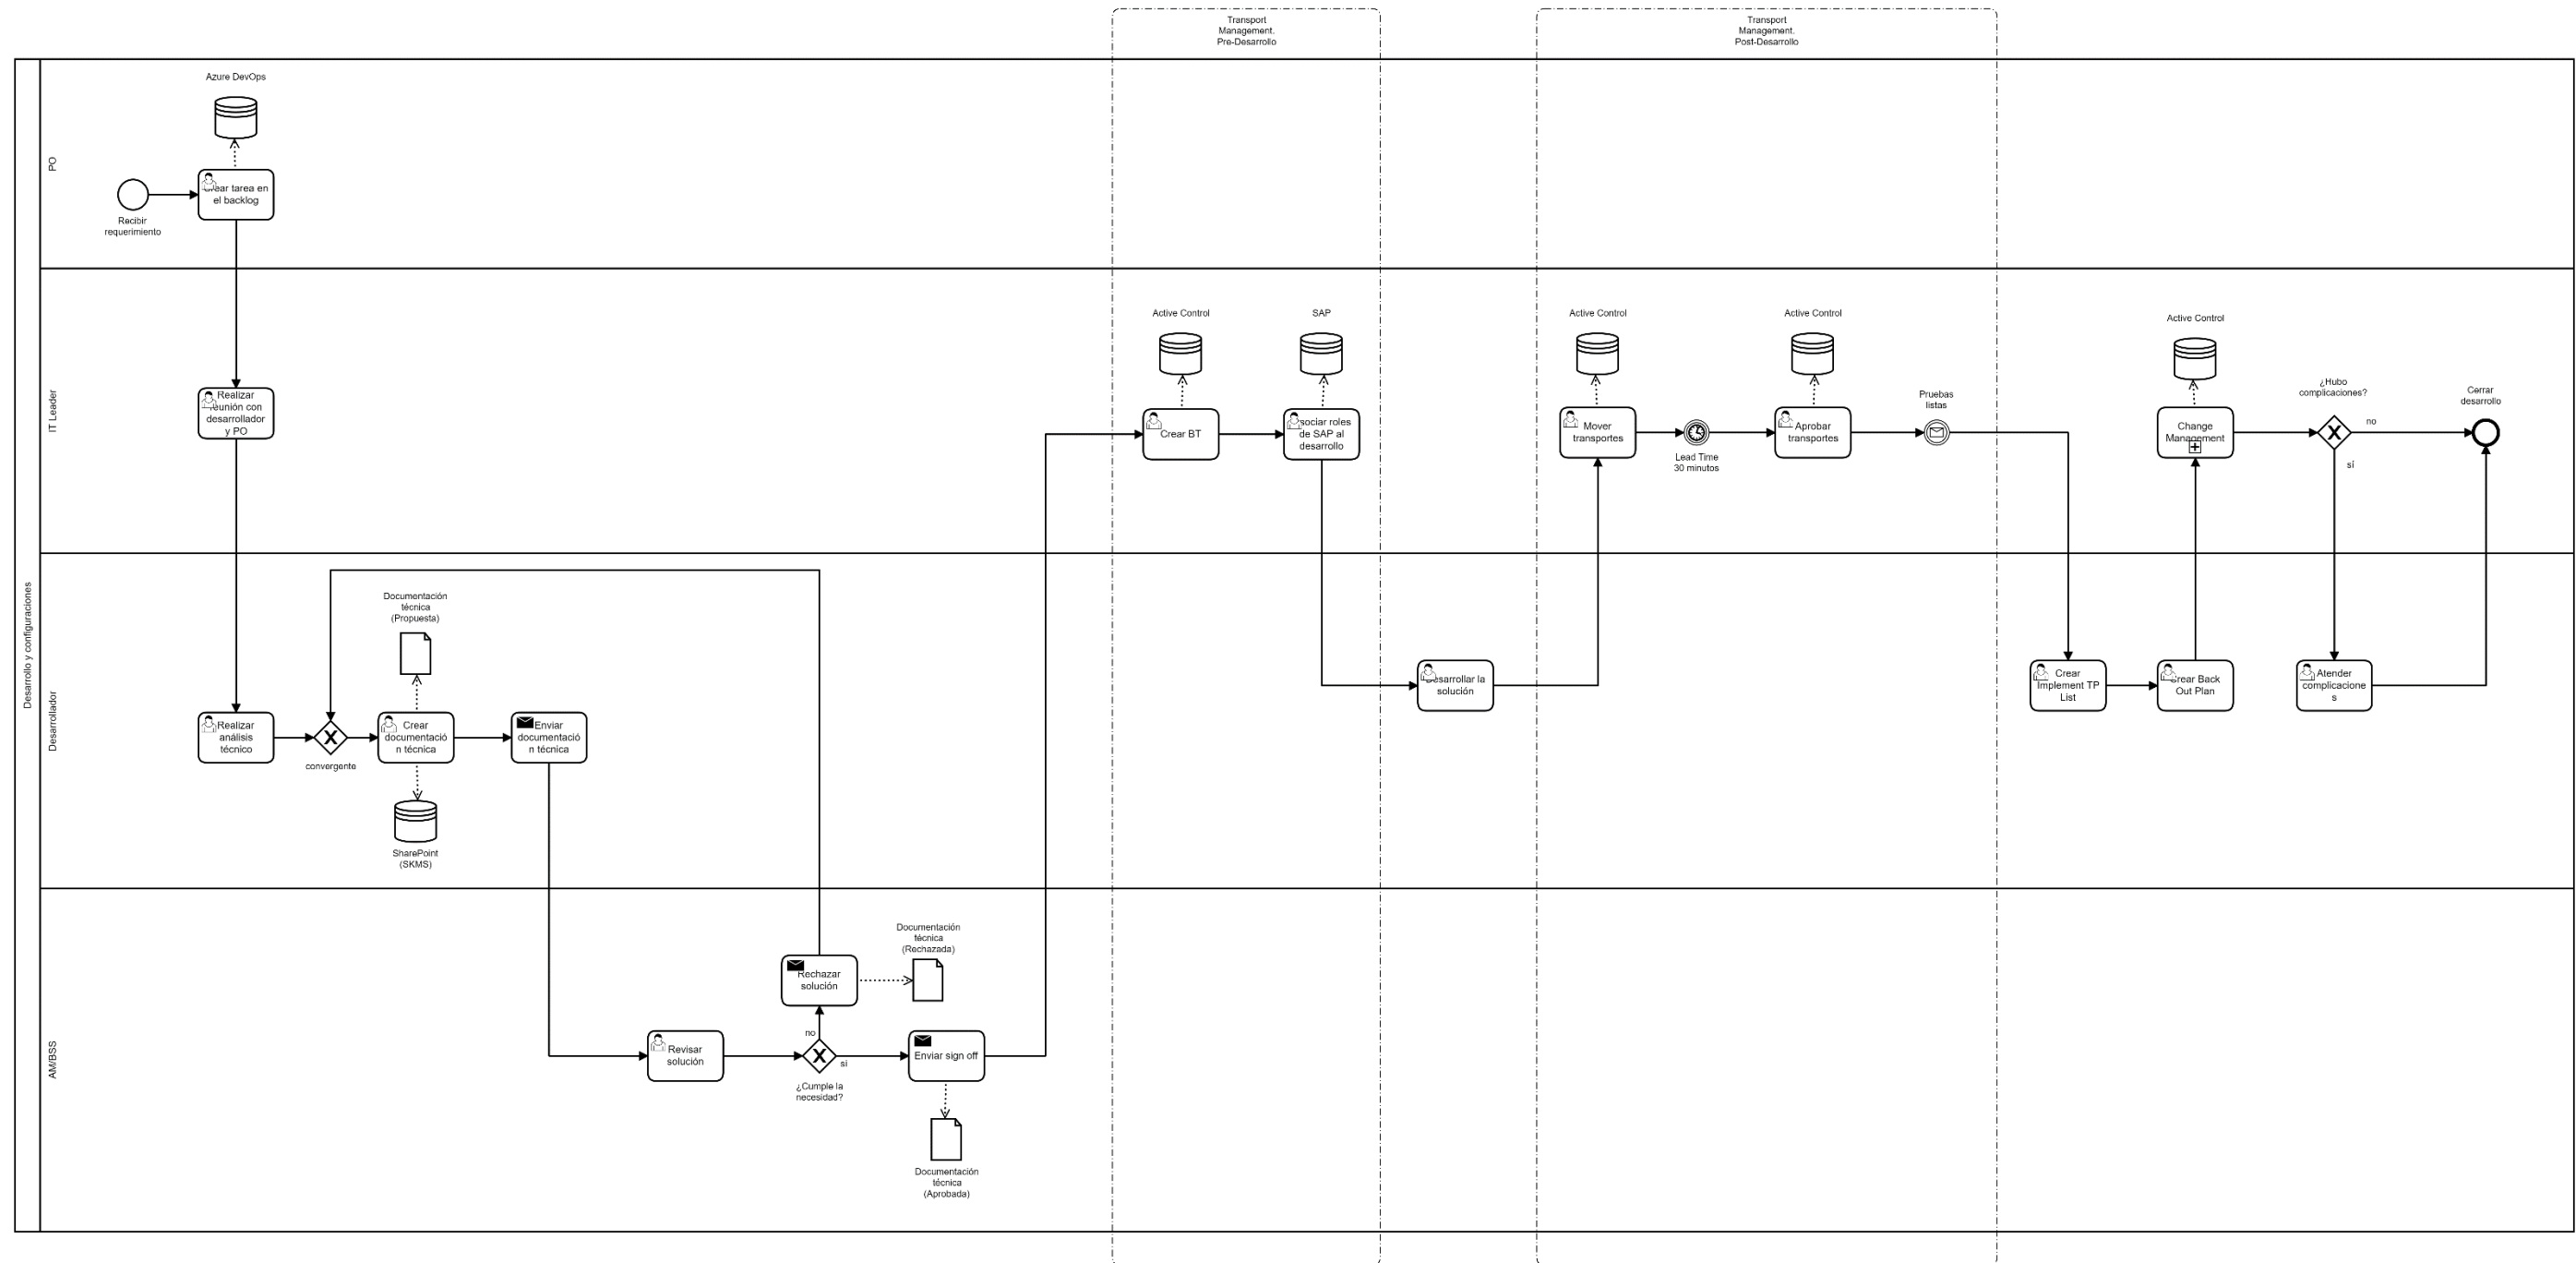 Transport
Management.
Pre-Desarrollo
Transport
Management.
Post-Desarrollo
Desarrollo y configuraciones
PO
Azure DevOps
Recibir
requerimiento
tarea en
el backlog
IT Leader
Realizar
reunión con
desarrollador
y PO
Active Control
Crear BT
SAP
sociar roles
de SAP al
desarrollo
Active Control
Mover
transportes
Lead Time
30 minutos
Active Control
Aprobar
transportes
Pruebas
listas
Active Control
Change
Management
¿Hubo
complicaciones?
no
sí
Cerrar
desarrollo
Desarrollador
Realizar
análisis
técnico
convergente
Documentación
técnica
(Propuesta)
Crear
documentació
n técnica
SharePoint
(SKMS)
Enviar
documentació
n técnica
Desarrollar la
solución
Crear
Implement TP
List
Crear Back
Out Plan
Atender
complicacione
s
AM/BSS
Revisar
solución
¿Cumple la
necesidad?
no
si
Rechazar
solución
Documentación
técnica
(Rechazada)
Enviar sign off
Documentación
técnica
(Aprobada)